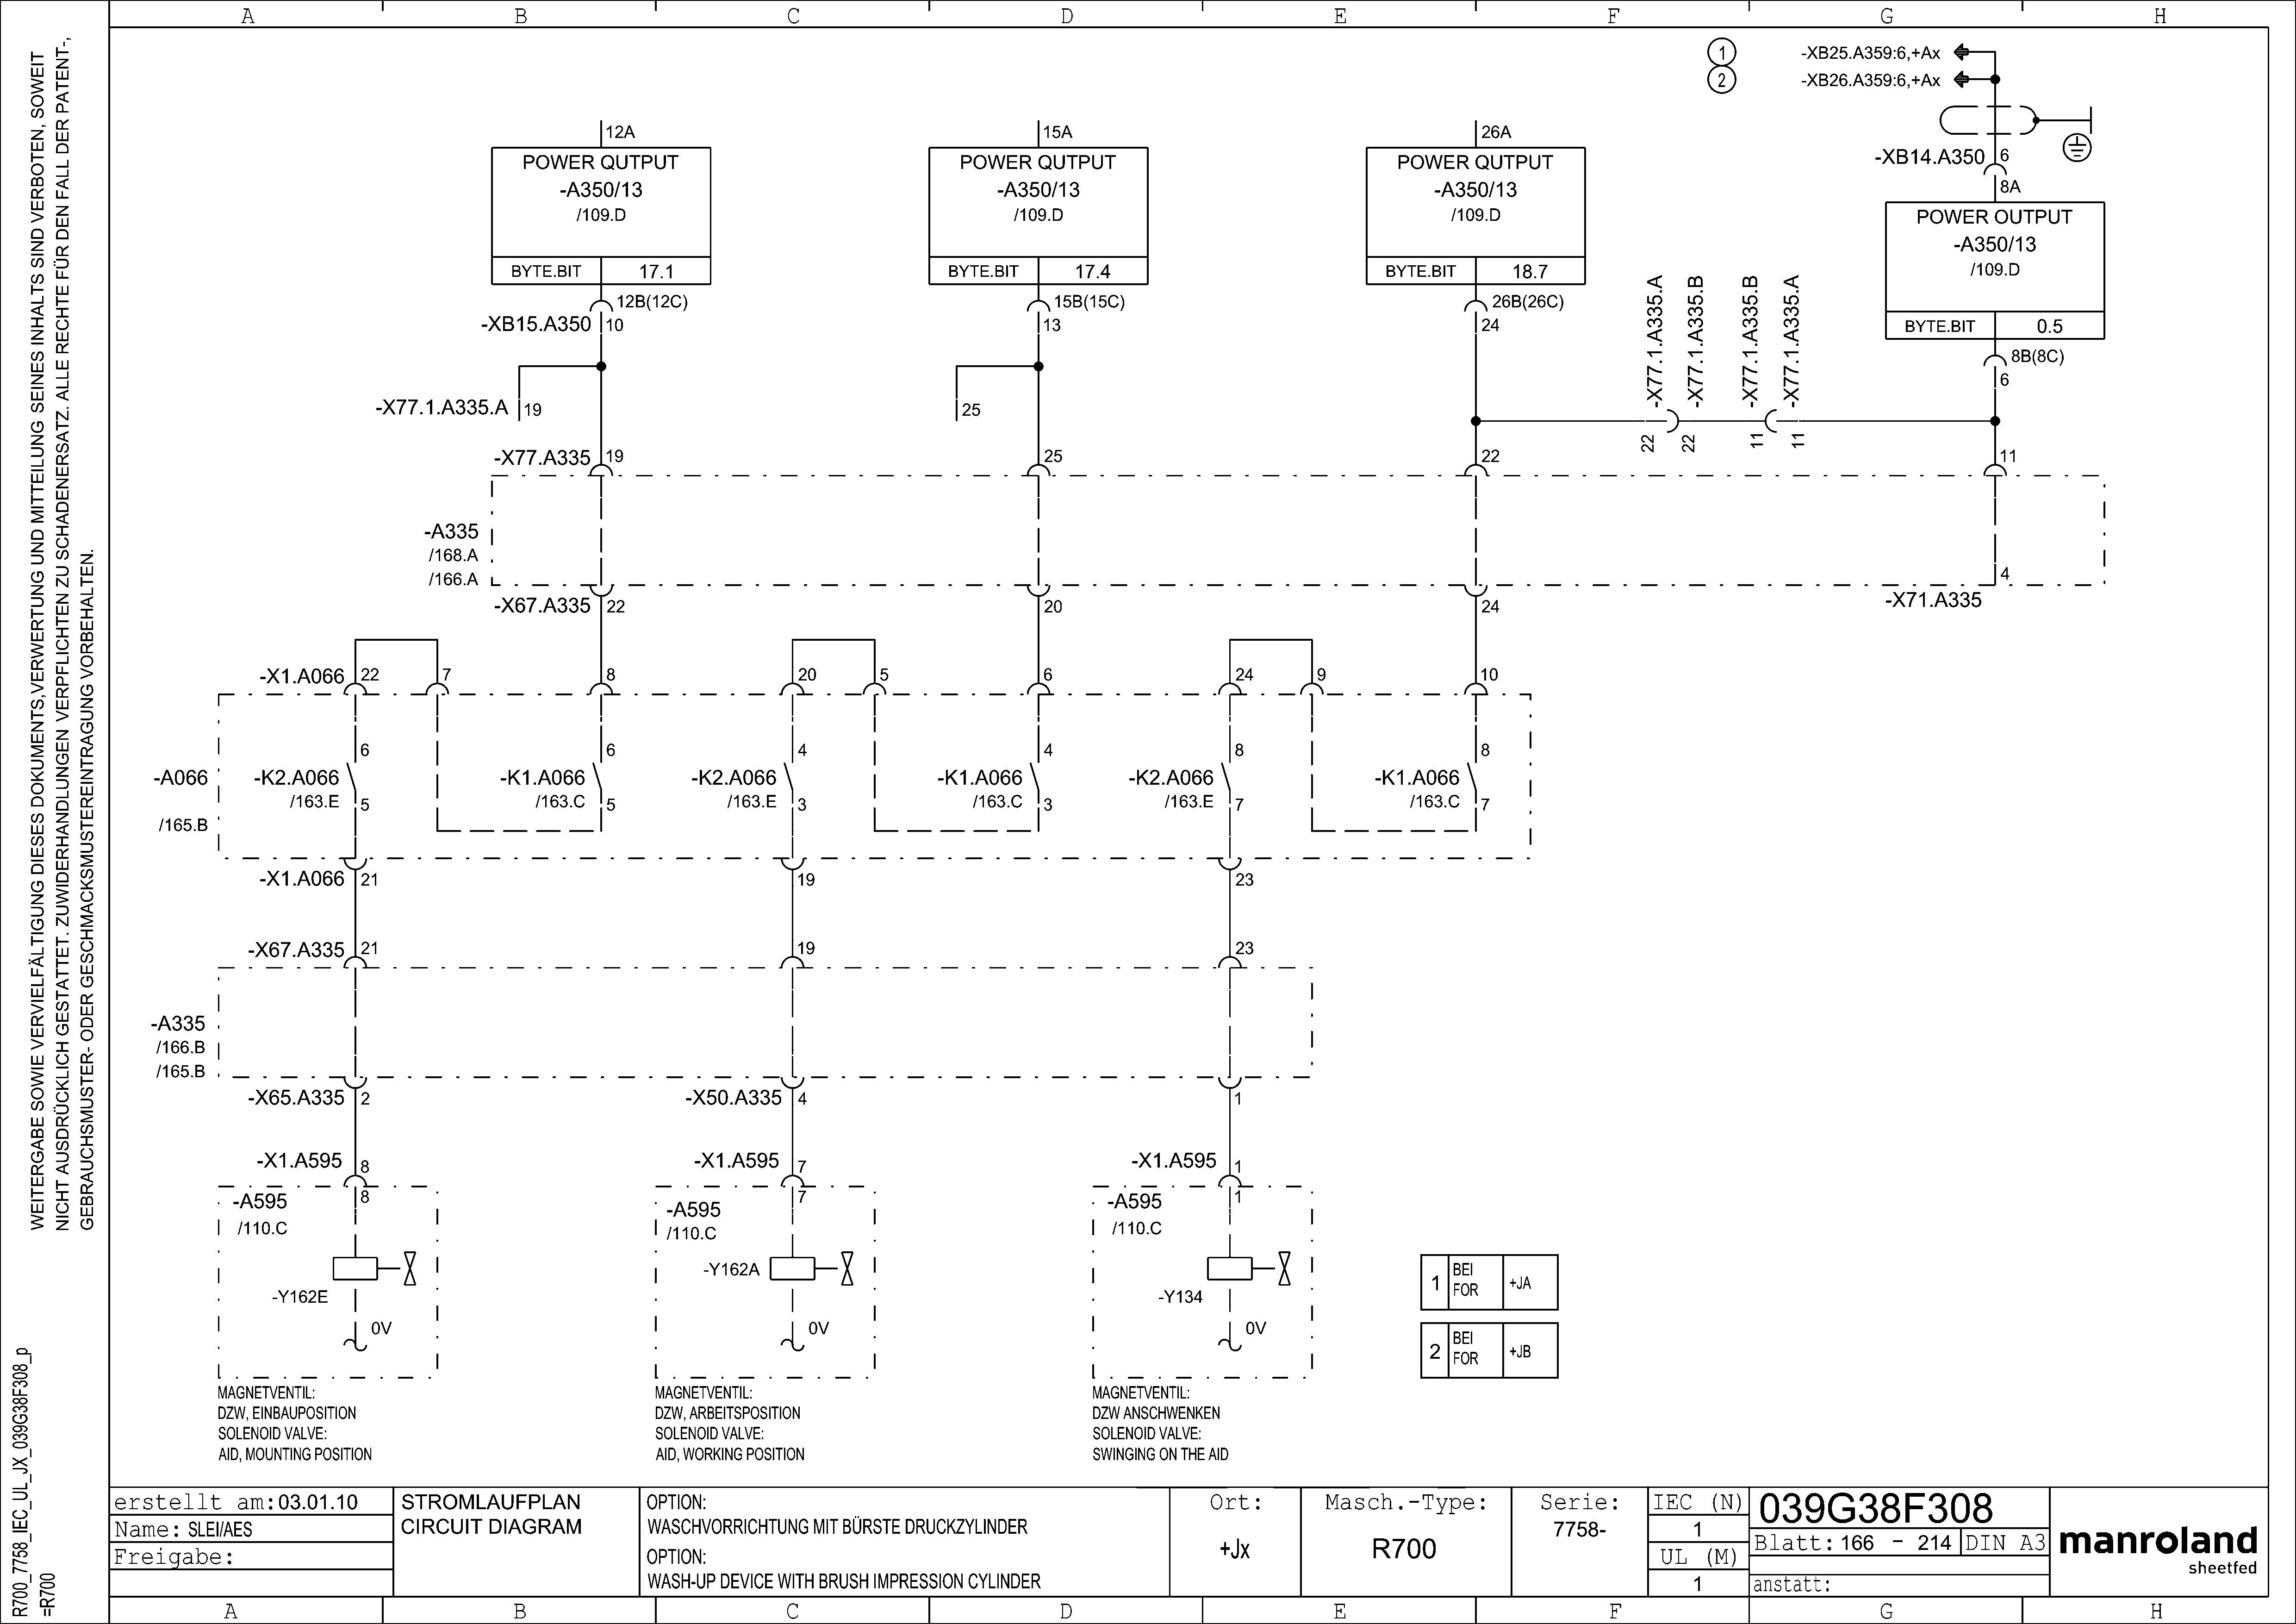 A B C D E F G H
WEITERGABE SOWIE VERVIELFÄLTIGUNG DIESES DOKUMENTS,VERWERTUNG UND MITTEILUNG SEINES INHALTS SIND VERBOTEN, SOWEIT
NICHT AUSDRÜCKLICH GESTATTET. ZUWIDERHANDLUNGEN VERPFLICHTEN ZU SCHADENERSATZ. ALLE RECHTE FÜR DEN FALL DER PATENT-,
GEBRAUCHSMUSTER- ODER GESCHMACKSMUSTEREINTRAGUNG VORBEHALTEN.
R700_7758_IEC_UL_JX_039G38F308_p
=R700
1 -XB25.A359:6,+Ax
2 -XB26.A359:6,+Ax
12A 15A 26A
POWER QUTPUT POWER QUTPUT POWER QUTPUT
-A350/13 -A350/13 -A350/13
/109.D /109.D /109.D
BYTE.BIT 17.1 BYTE.BIT 17.4 BYTE.BIT 18.7
-XB14.A350 6
8A
POWER OUTPUT
-A350/13
/109.D
BYTE.BIT 0.5
12B(12C) 15B(15C) 26B(26C)
-XB15.A350 10 13 24
8B(8C)
6
-X77.1.A335.A -X77.1.A335.B -X77.1.A335.B -X77.1.A335.A
22 22 11 11
-X77.1.A335.A 19 25
-X77.A335 19 25 22 11
-A335
/168.A
/166.A
4
-X71.A335
-X67.A335 22 20 24
-X1.A066 22 7 8 20 5 6 24 9 10
6 6 4 4 8 8
-A066 -K2.A066 -K1.A066 -K2.A066 -K1.A066 -K2.A066 -K1.A066
/163.E /163.C /163.E /163.C /163.E /163.C
5 5 3 3 7 7
/165.B
-X1.A066 21 19 23
-X67.A335 21 19 23
-A335
/166.B
/165.B
-X65.A335 2 -X50.A335 4 1
-X1.A595 8 -X1.A595 7 -X1.A595 1
8 7 1
-A595 -A595 -A595
/110.C /110.C /110.C
-Y162E -Y162A -Y134
0V 0V 0V
1 BEI FOR +JA
2 BEI FOR +JB
MAGNETVENTIL:
DZW, EINBAUPOSITION
SOLENOID VALVE:
AID, MOUNTING POSITION
MAGNETVENTIL:
DZW, ARBEITSPOSITION
SOLENOID VALVE:
AID, WORKING POSITION
MAGNETVENTIL:
DZW ANSCHWENKEN
SOLENOID VALVE:
SWINGING ON THE AID
erstellt am: 03.01.10
Name: SLEI/AES
Freigabe:
STROMLAUFPLAN
CIRCUIT DIAGRAM
OPTION:
WASCHVORRICHTUNG MIT BÜRSTE DRUCKZYLINDER
OPTION:
WASH-UP DEVICE WITH BRUSH IMPRESSION CYLINDER
Ort:
+Jx
Masch.-Type:
R700
Serie:
7758-
IEC (N)
1
UL (M)
1
039G38F308
Blatt: 166 - 214 DIN A3
anstatt:
manroland
sheetfed
A B C D E F G H